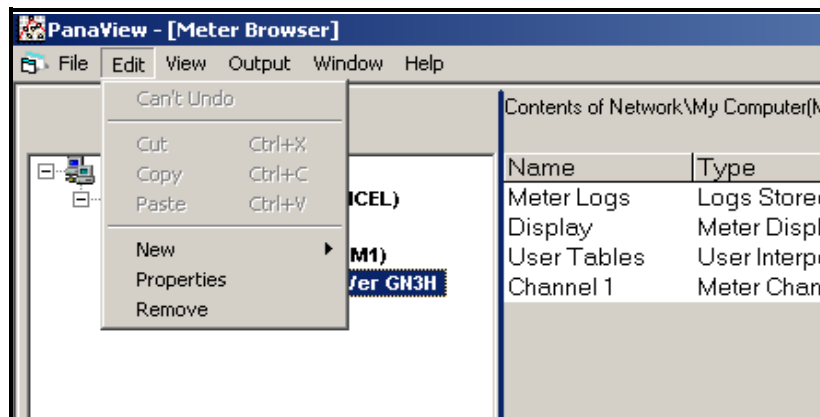 PanaView - [Meter Browser]
File Edit View Output Window Help
Can't Undo
Cut Ctrl+X
Copy Ctrl+C
Paste Ctrl+V
New
Properties
Remove
ICEL)
M1)
Ver GN3H
Contents of Network\My Computer(M
Name Type
Meter Logs Logs Stored
Display Meter Displ
User Tables User Interpo
Channel 1 Meter Chan